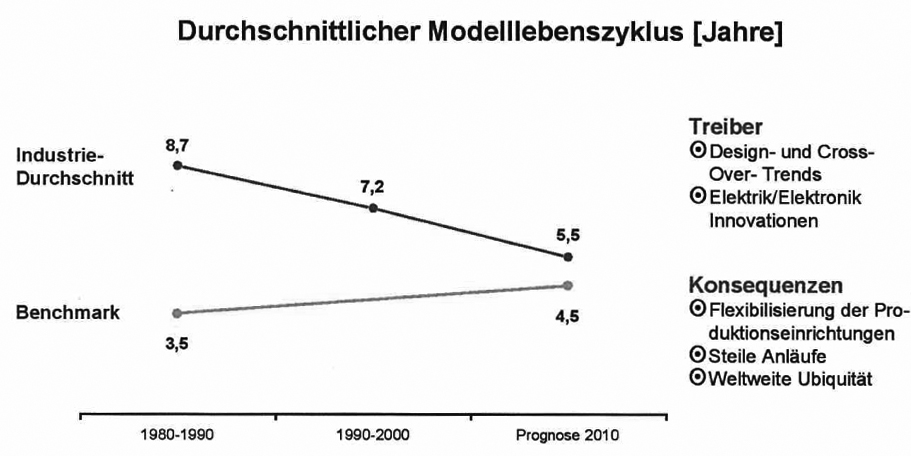 Durchschnittlicher Modelllebenszyklus [Jahre]
Industrie-
Durchschnitt
8,7
7,2
5,5
Benchmark
3,5
4,5
1980-1990
1990-2000
Prognose 2010
Treiber
Design- und Cross-
Over- Trends
Elektrik/Elektronik
Innovationen
Konsequenzen
Flexibilisierung der Pro-
duktionseinrichtungen
Steile Anläufe
Weltweite Ubiquität